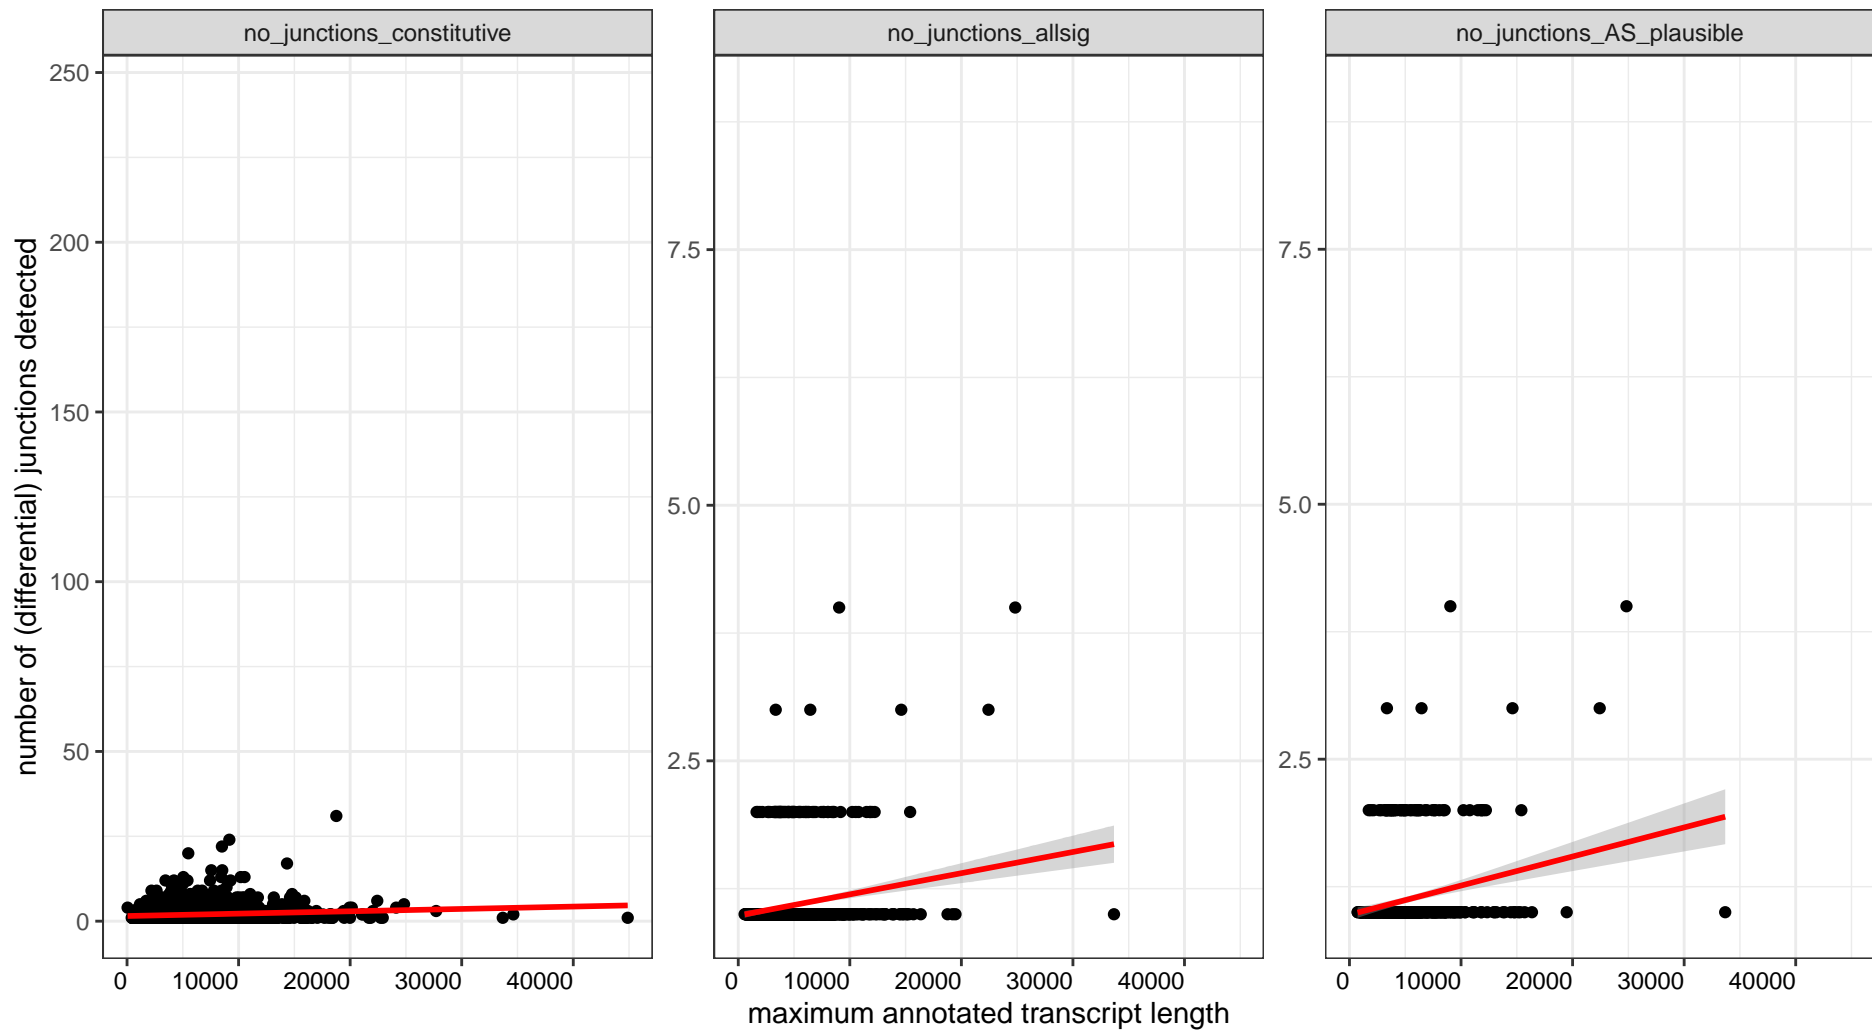 no_junctions_constitutive
no_junctions_allsig
no_junctions_AS_plausible
number of (differential) junctions detected
250
200
150
100
50
0
7.5
5.0
2.5
7.5
5.0
2.5
0 10000 20000 30000 40000
0 10000 20000 30000 40000
0 10000 20000 30000 40000
maximum annotated transcript length